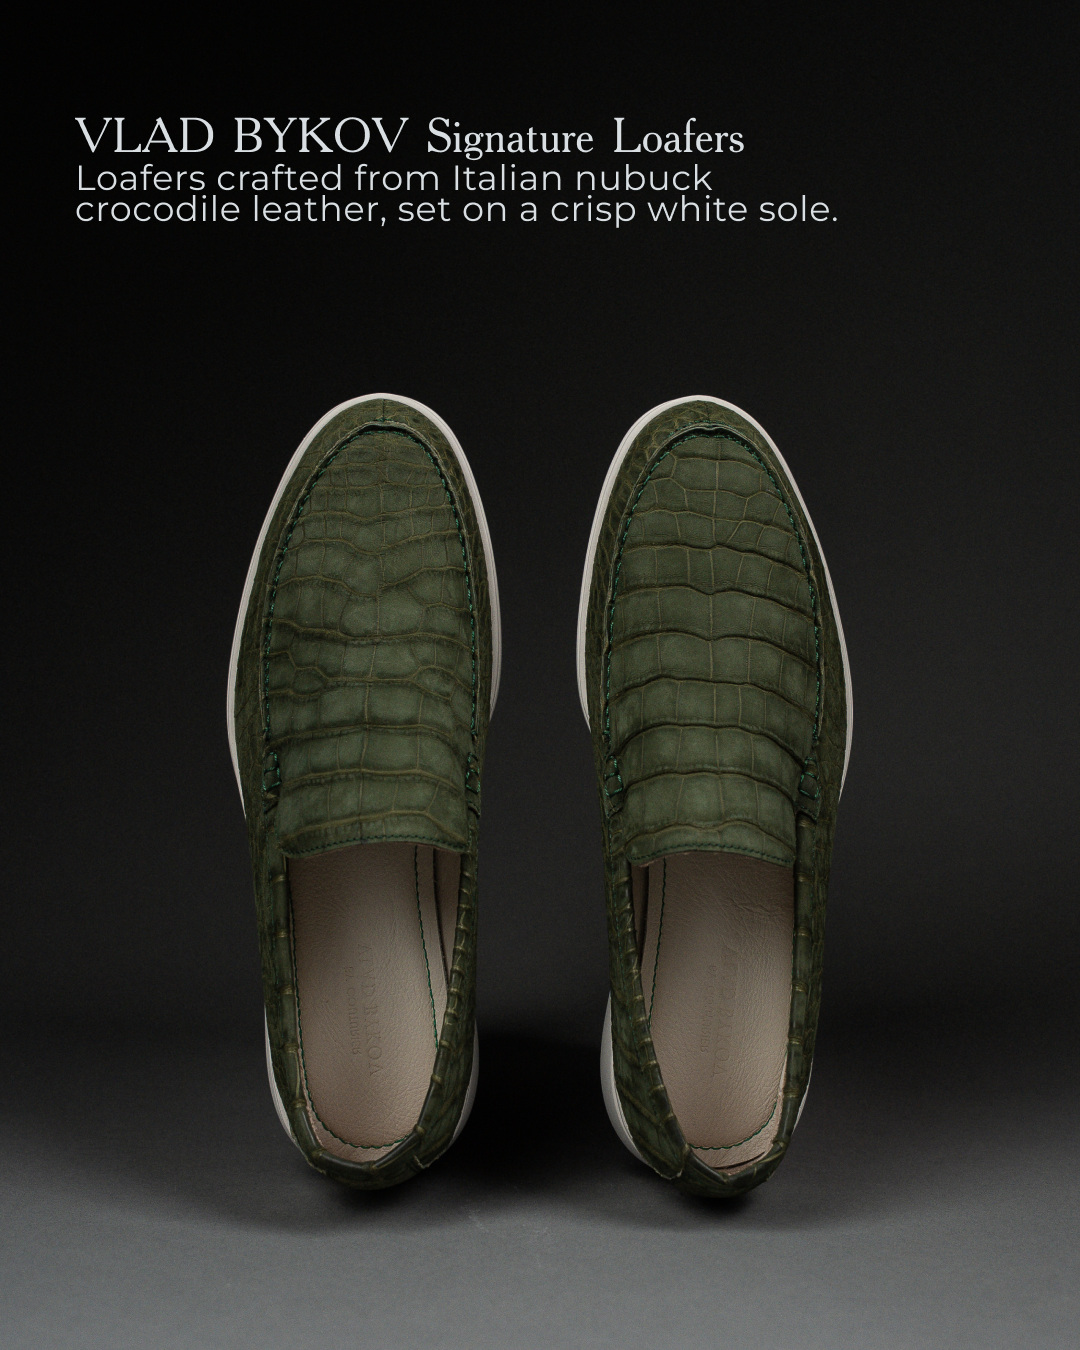 VLAD BYKOV Signature Loafers
Loafers crafted from Italian nubuck
crocodile leather, set on a crisp white sole.